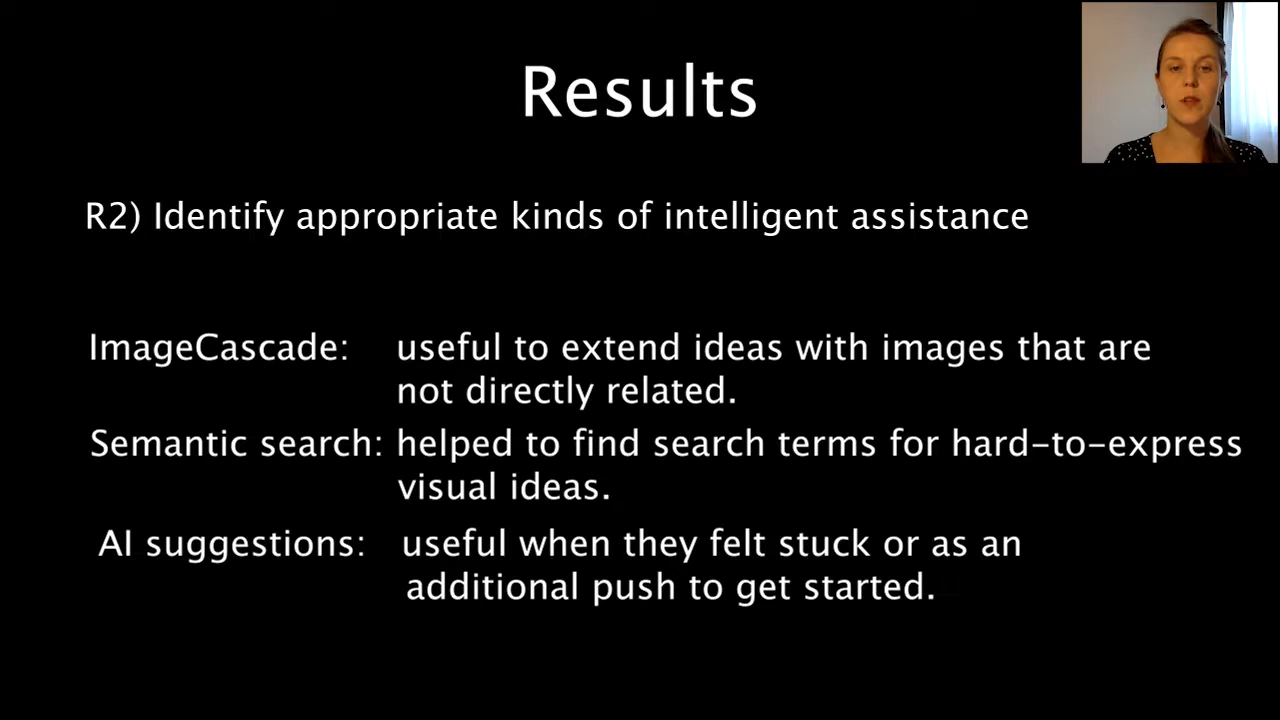 Results
R2) Identify appropriate kinds of intelligent assistance
ImageCascade: useful to extend ideas with images that are
not directly related.
Semantic search: helped to find search terms for hard-to-express
visual ideas.
AI suggestions: useful when they felt stuck or as an
additional push to get started.